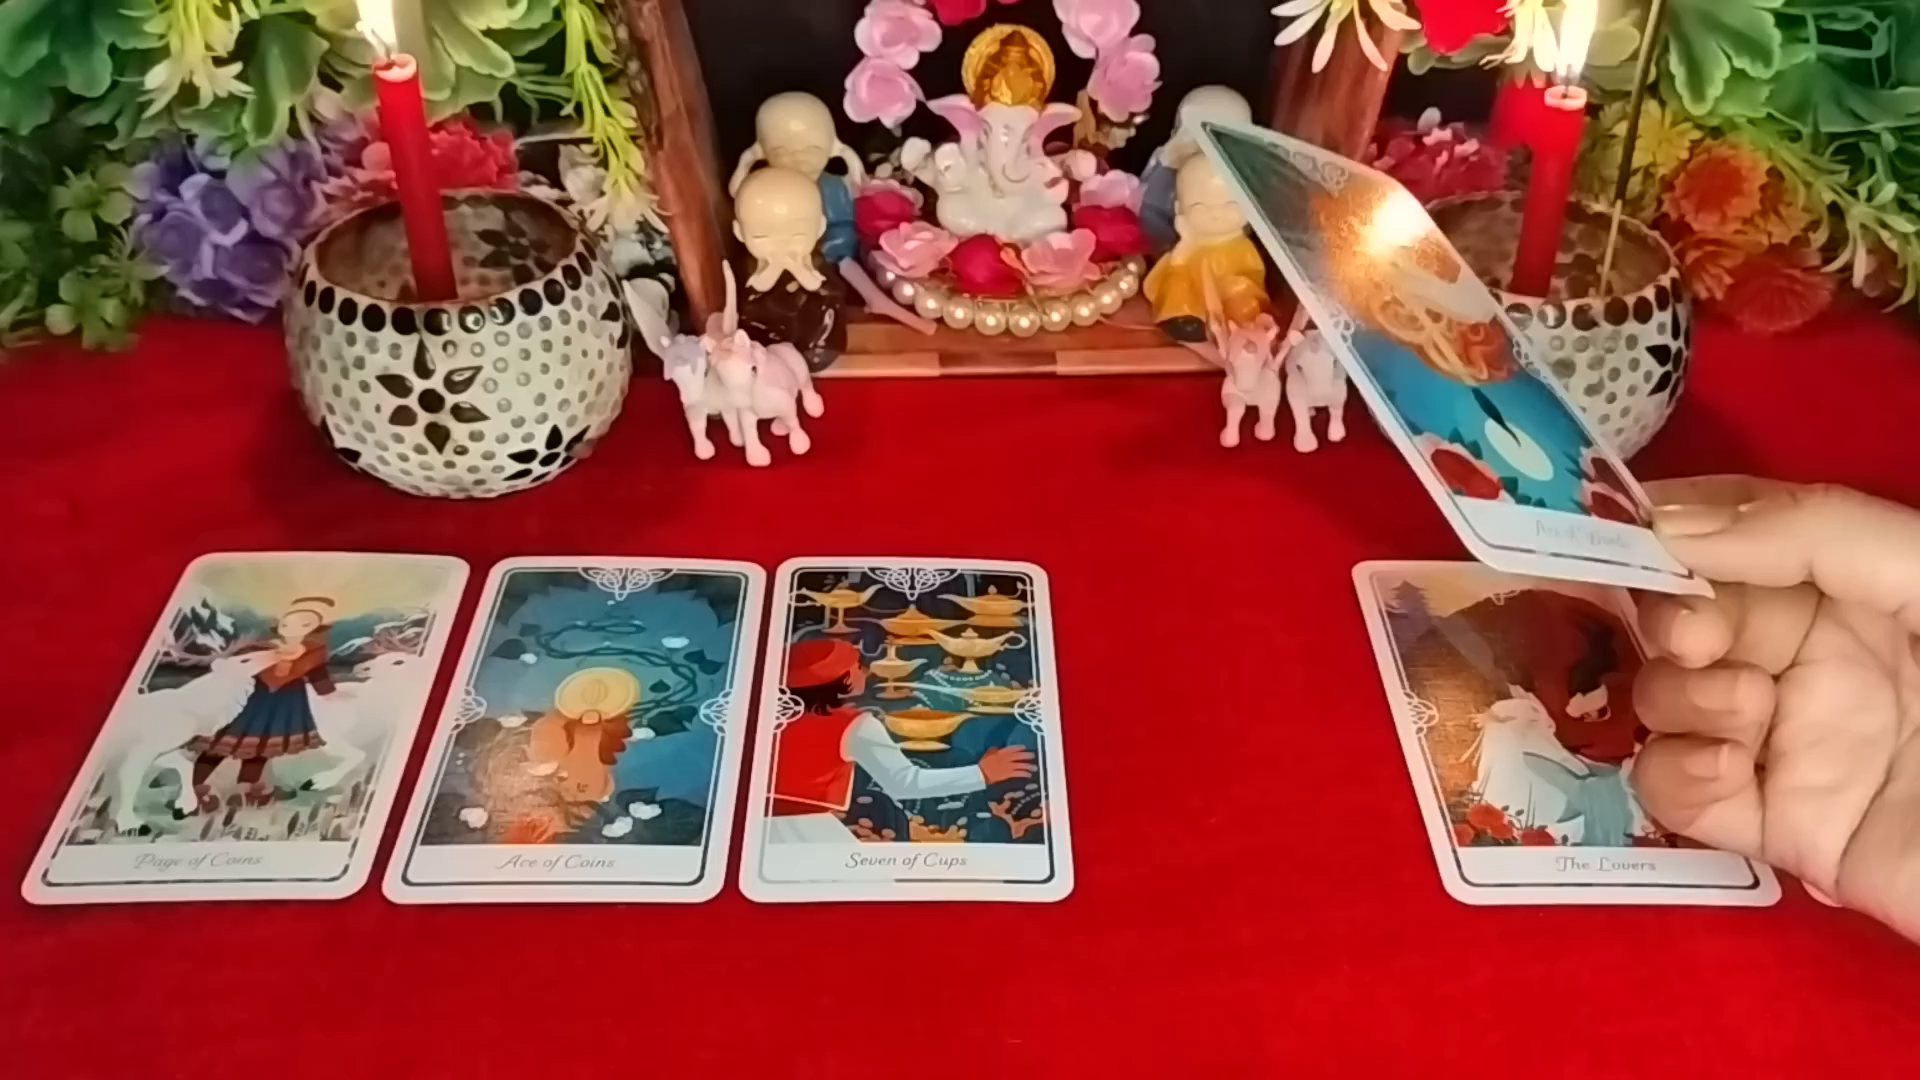 Page of Coins
Ace of Coins
Seven of Cups
The Lovers